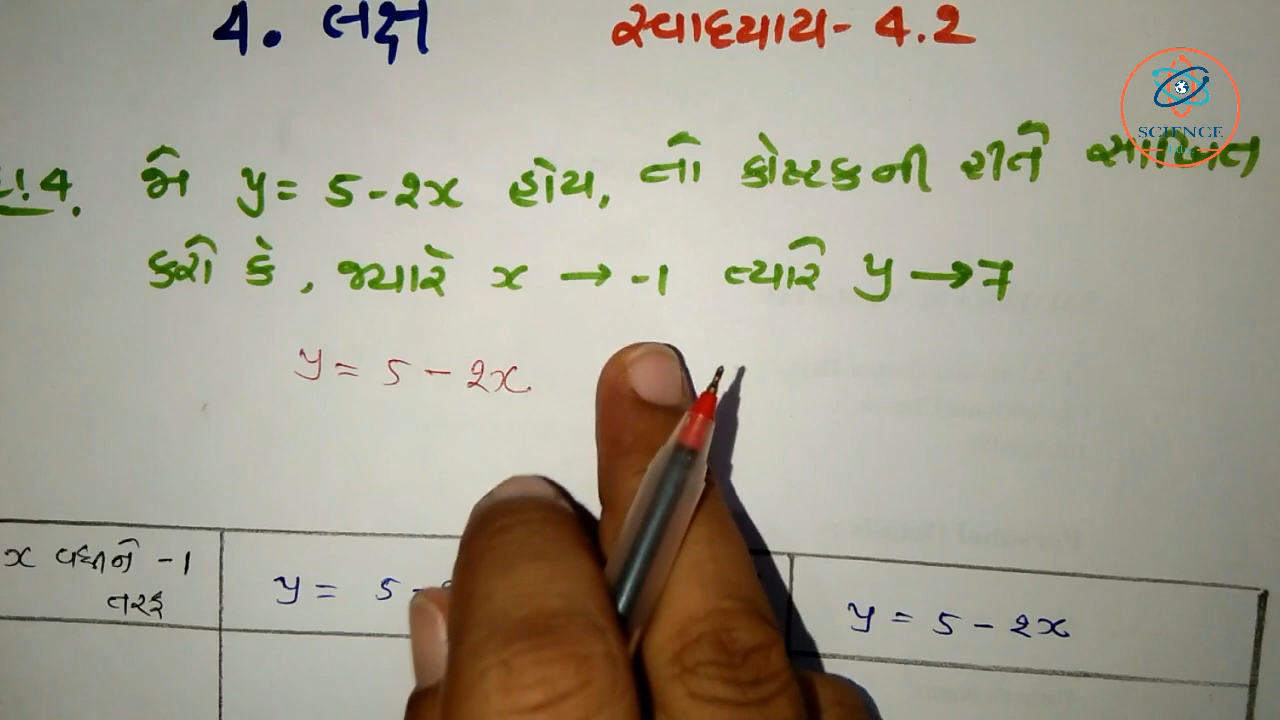 4. લક્ષ સ્વાધ્યાય- 4.2
SCIENCE
4. જો y = 5 - 2x હોય, તો કોષ્ટકની રીતે સાબિત
કરો કે, જ્યારે x → -1 ત્યારે y → 7
y = 5 - 2x
x વધીને -1
તરફ
y = 5 -
y = 5 - 2x